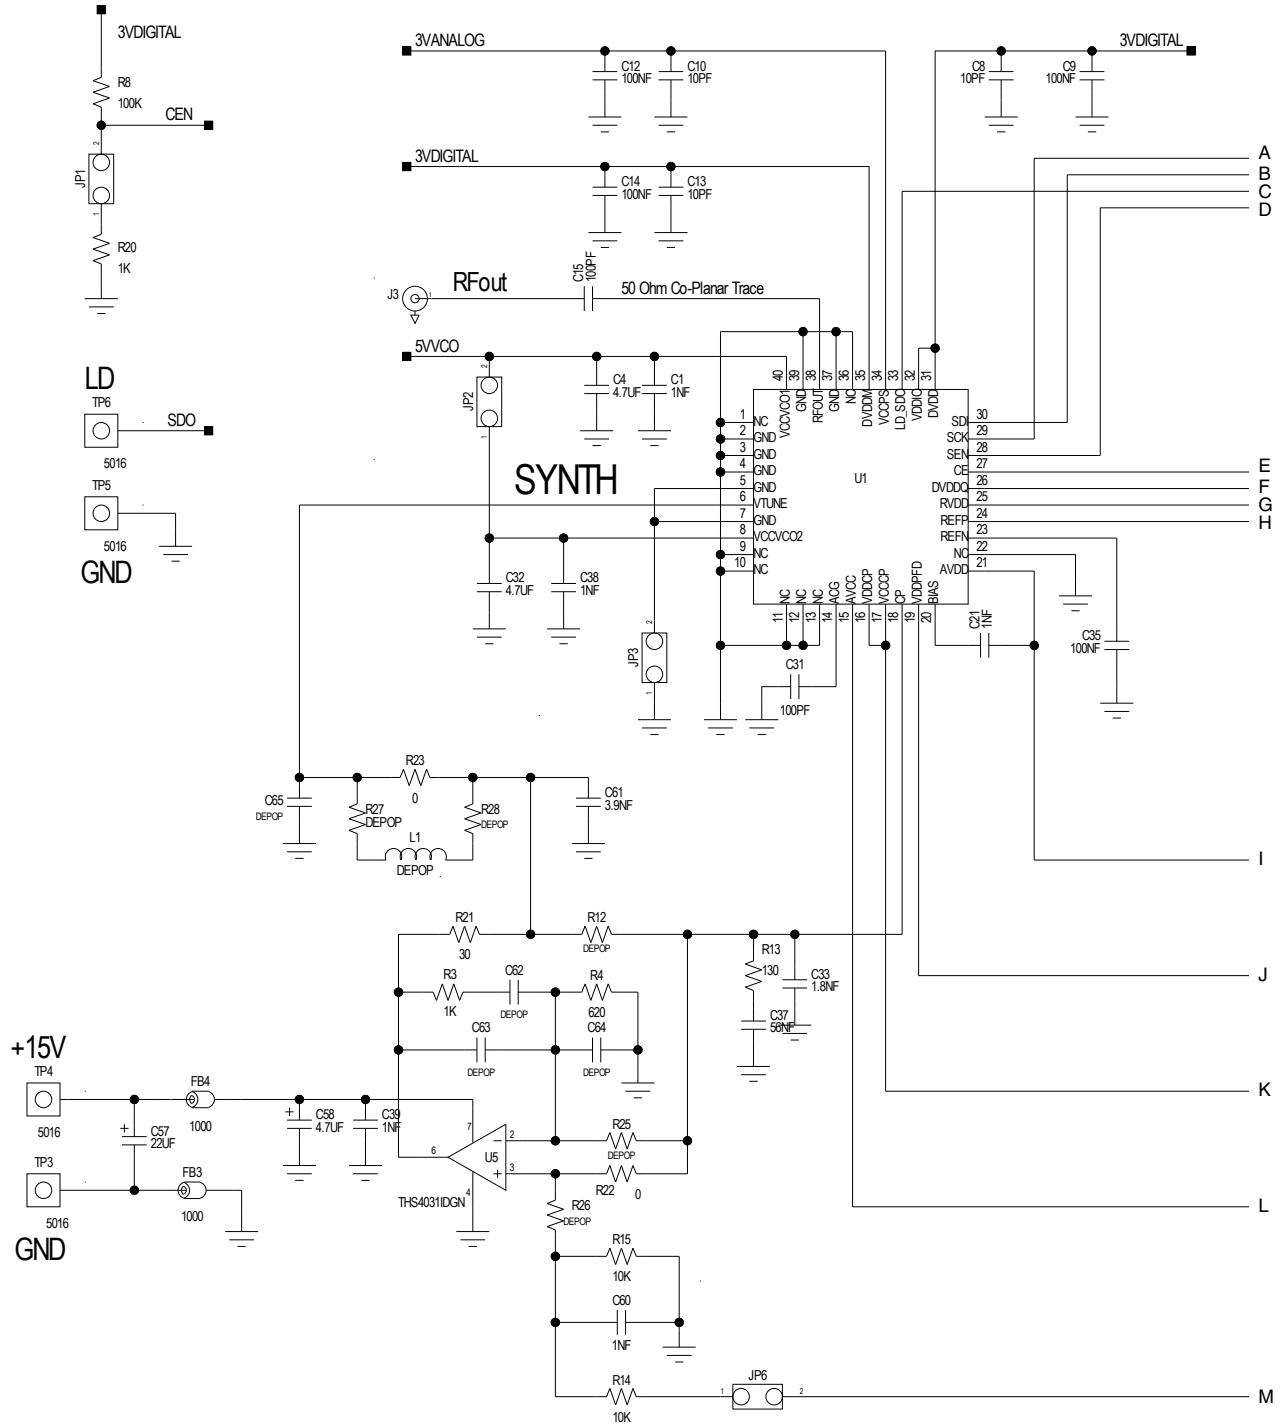 3VDIGITAL
R8
100K
CEN
2
JP1
1
R20
1K
LD
TP6
SDO
5016
TP5
5016
GND
3VANALOG
C12
100NF
C10
10PF
C8
10PF
C9
100NF
3VDIGITAL
3VDIGITAL
C14
100NF
C13
10PF
A
B
C
D
J3
1
RFout
C15
100PF
50 Ohm Co-Planar Trace
5VVCO
2
JP2
1
C4
4.7UF
C1
1NF
SYNTH
40 39 38 37 36 35 34 33 32 31
VCCVCO1 GND RFOUT GND NC DVDDM VCCPS LD_SDO VDDIO DVDD
U1
1 NC
2 GND
3 GND
4 GND
5 GND
6 VTUNE
7 GND
8 VCCVCO2
9 NC
10 NC
SDI 30
SCK 29
SEN 28
CE 27
DVDDQ 26
RVDD 25
REFP 24
REFN 23
NC 22
AVDD 21
NC NC NC ACG AVCC VDDCP VCCCP CP VDDPFD BIAS
11 12 13 14 15 16 17 18 19 20
E
F
G
H
C32
4.7UF
C38
1NF
2
JP3
1
C31
100PF
C21
1NF
C35
100NF
R23
0
C65
DEPOP
R27
DEPOP
R28
DEPOP
L1
DEPOP
C61
3.9NF
I
R21
30
R12
DEPOP
R13
130
C33
1.8NF
J
R3
1K
C62
DEPOP
R4
620
C37
56NF
C63
DEPOP
C64
DEPOP
K
+15V
TP4
5016
FB4
1000
+
C57
22UF
TP3
5016
GND
FB3
1000
+
C58
4.7UF
C39
1NF
7
6
2
−
U5
3
+
4
THS4031IDGN
R25
DEPOP
R22
0
R26
DEPOP
L
R15
10K
C60
1NF
R14
10K
1
JP6
2
M